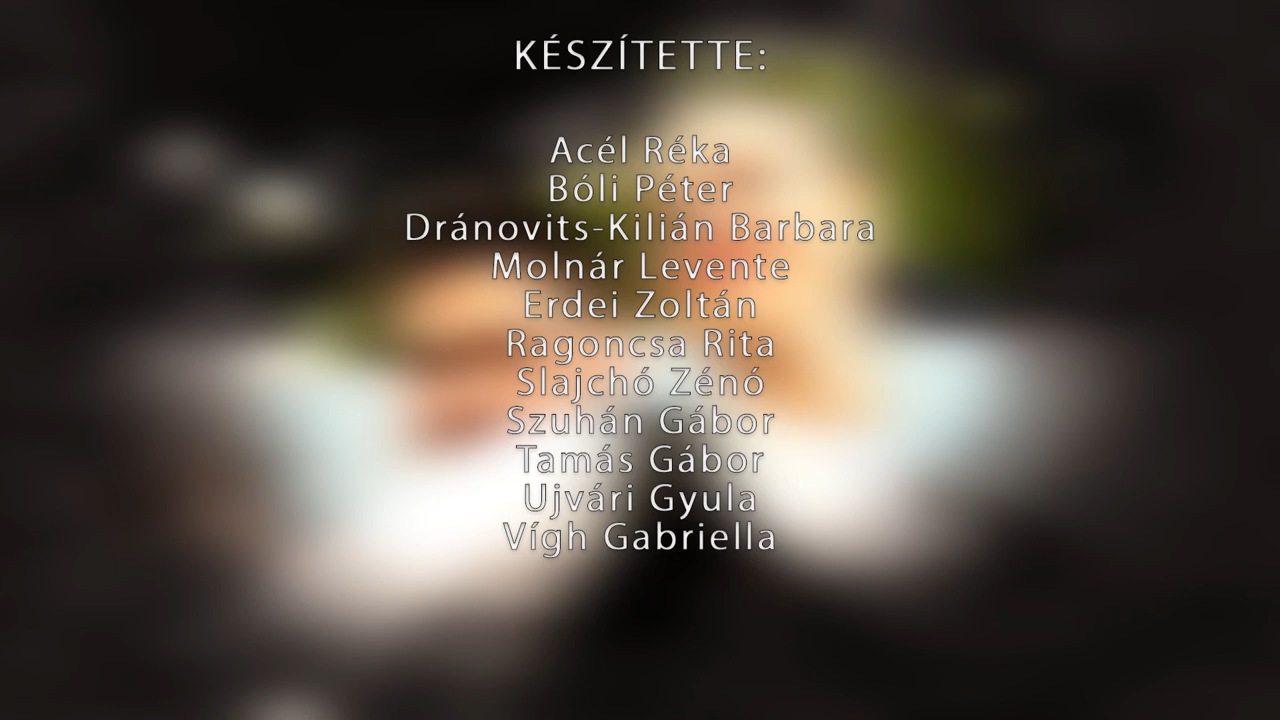 KÉSZÍTETTE:
Acél Réka
Bóli Péter
Dránovits-Kilián Barbara
Molnár Levente
Erdei Zoltán
Ragoncsa Rita
Slajchó Zénó
Szuhán Gábor
Tamás Gábor
Ujvári Gyula
Vígh Gabriella